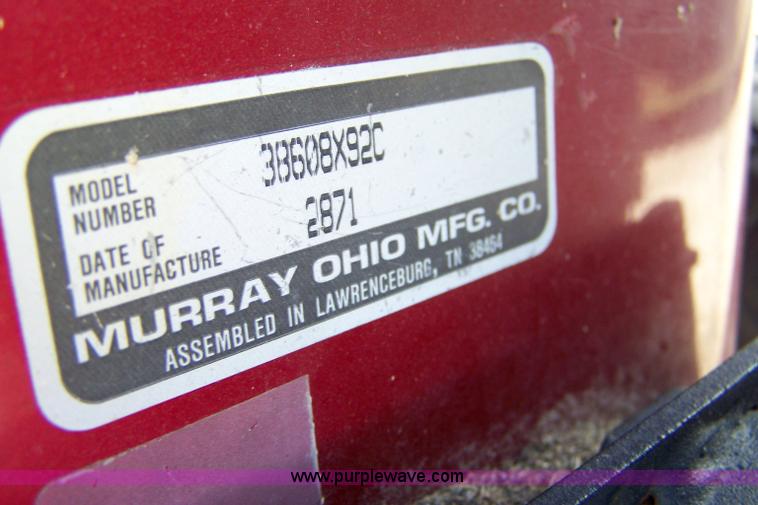 MODEL
NUMBER
38608X92C
DATE OF
MANUFACTURE
2871
MURRAY OHIO MFG. CO.
ASSEMBLED IN LAWRENCEBURG, TN 38464
www.purplewave.com